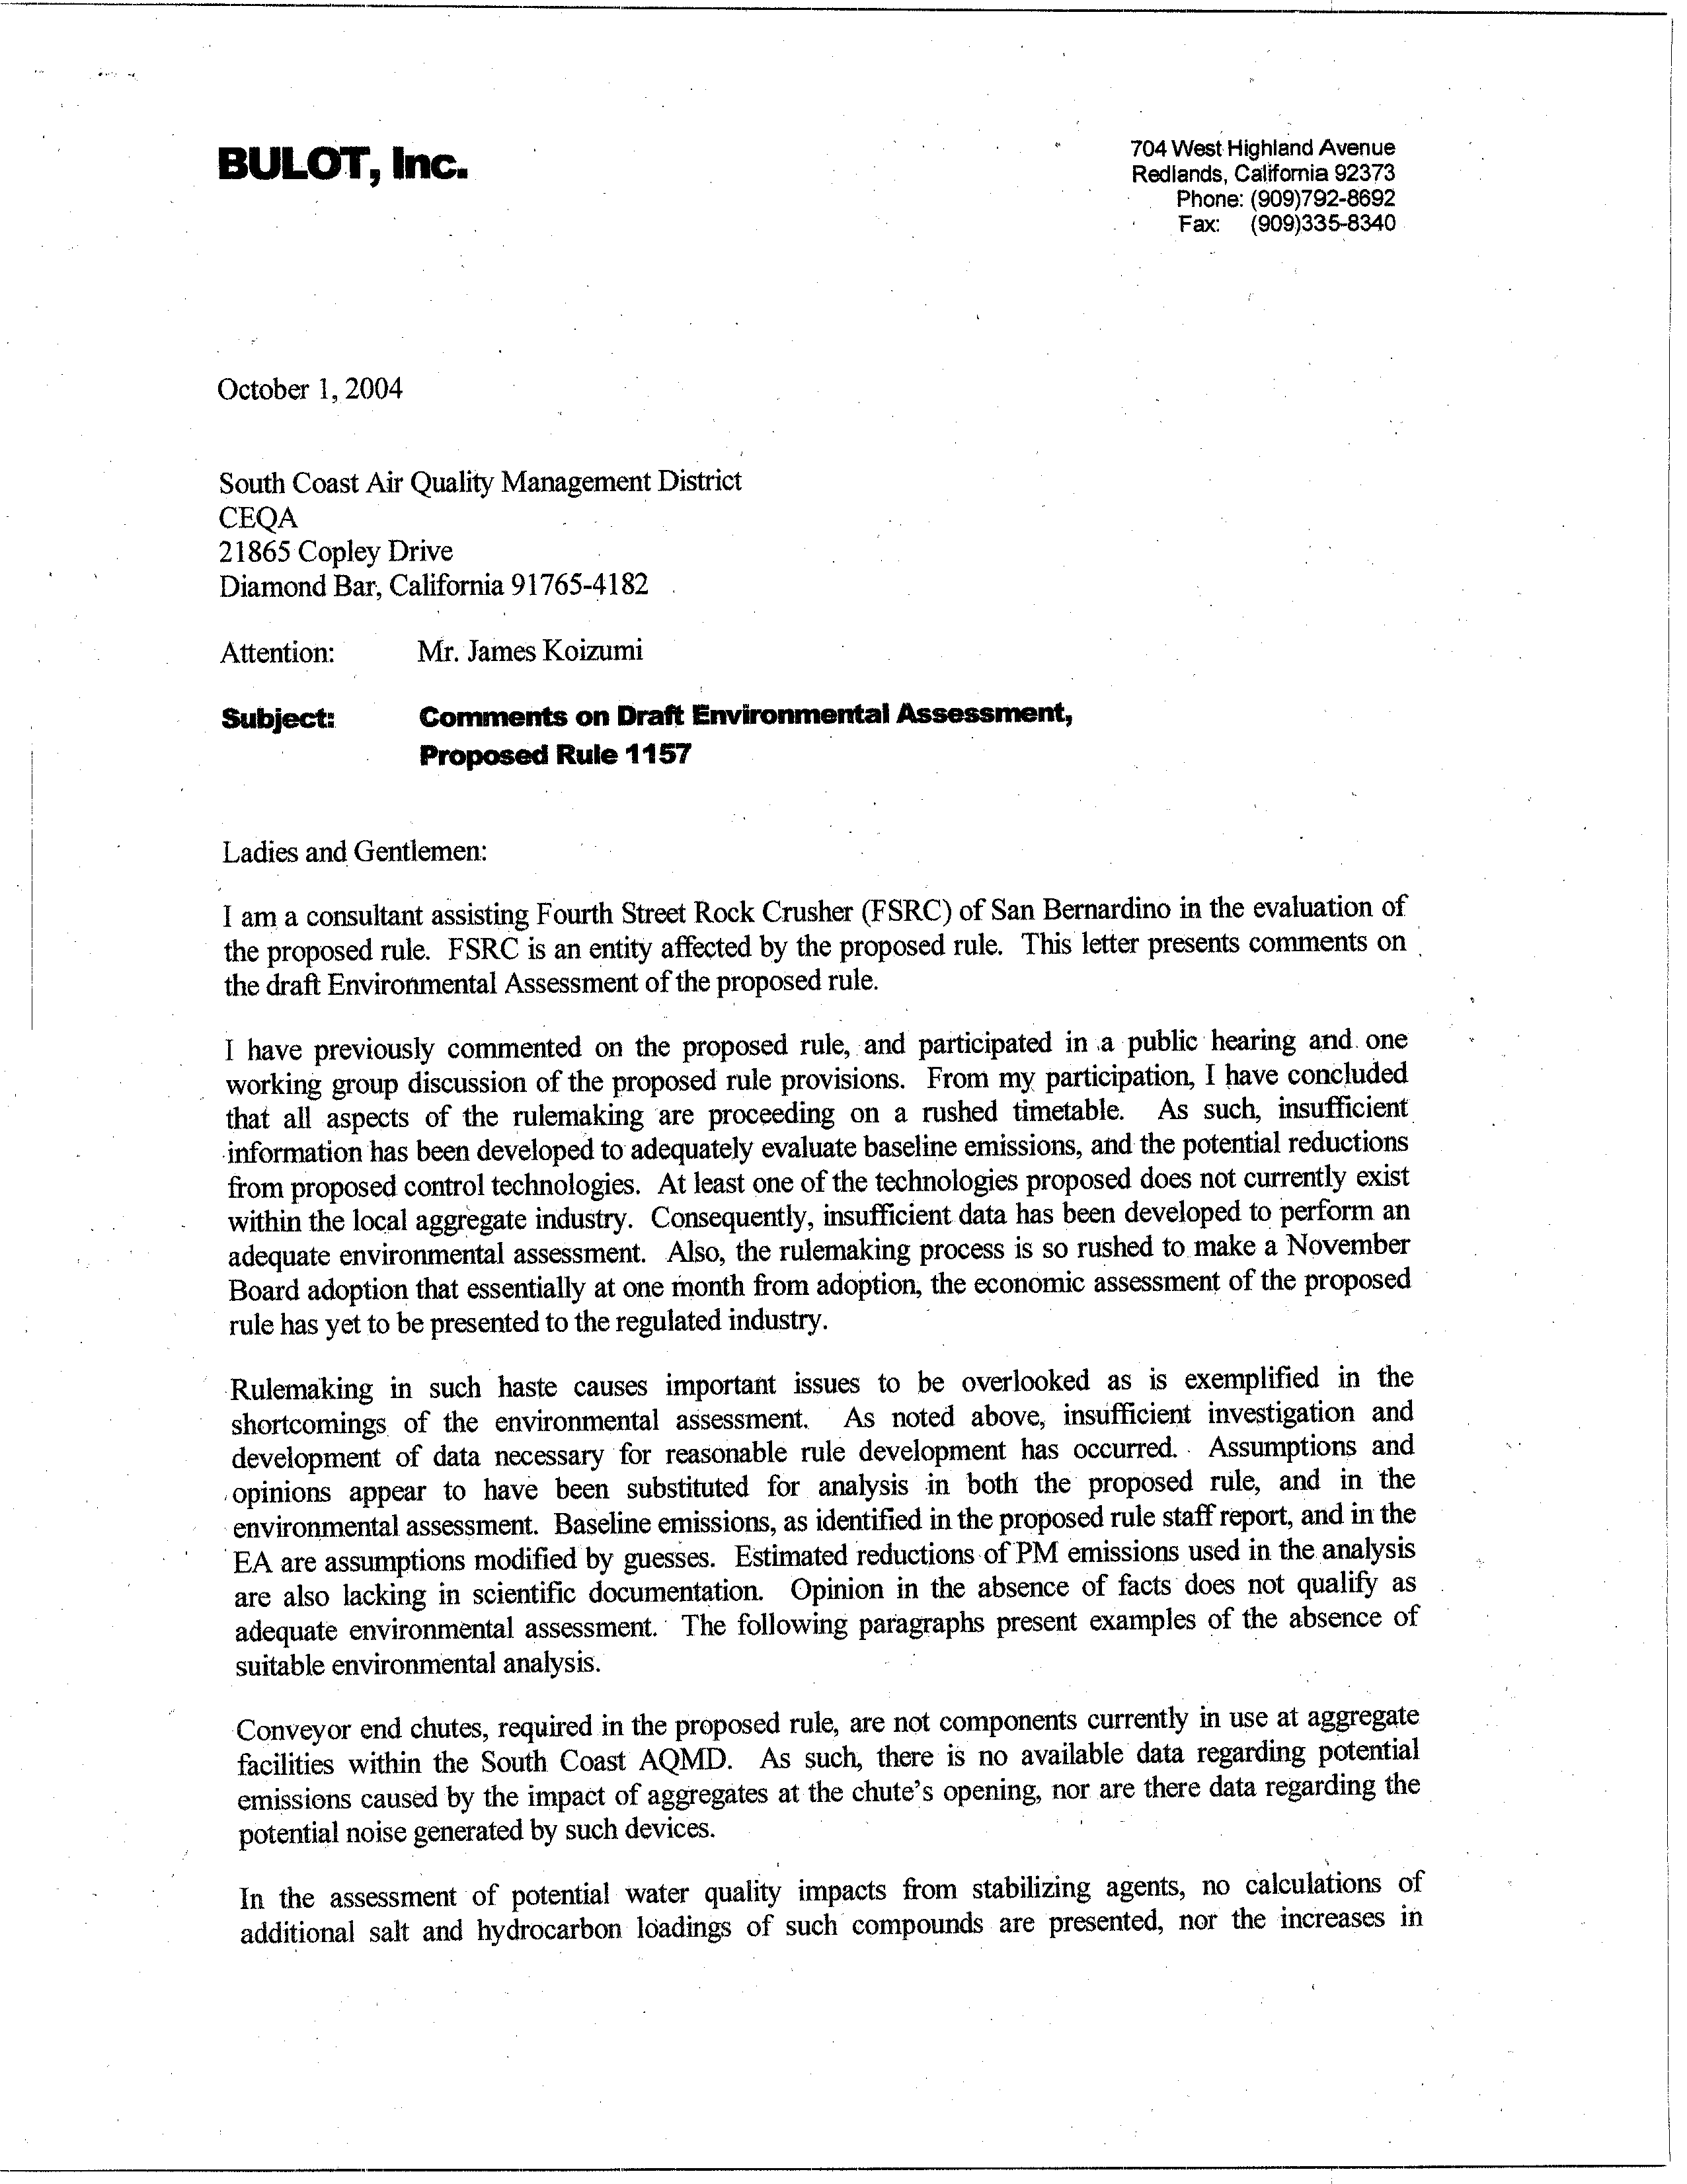 BULOT, Inc.
704 West Highland Avenue
Redlands, California 92373
Phone: (909)792-8692
Fax: (909)335-8340
October 1, 2004
South Coast Air Quality Management District
CEQA
21865 Copley Drive
Diamond Bar, California 91765-4182
Attention: Mr. James Koizumi
Subject: Comments on Draft Environmental Assessment,
Proposed Rule 1157
Ladies and Gentlemen:
I am a consultant assisting Fourth Street Rock Crusher (FSRC) of San Bernardino in the evaluation of
the proposed rule. FSRC is an entity affected by the proposed rule. This letter presents comments on
the draft Environmental Assessment of the proposed rule.
I have previously commented on the proposed rule, and participated in a public hearing and one
working group discussion of the proposed rule provisions. From my participation, I have concluded
that all aspects of the rulemaking are proceeding on a rushed timetable. As such, insufficient
information has been developed to adequately evaluate baseline emissions, and the potential reductions
from proposed control technologies. At least one of the technologies proposed does not currently exist
within the local aggregate industry. Consequently, insufficient data has been developed to perform an
adequate environmental assessment. Also, the rulemaking process is so rushed to make a November
Board adoption that essentially at one month from adoption, the economic assessment of the proposed
rule has yet to be presented to the regulated industry.
Rulemaking in such haste causes important issues to be overlooked as is exemplified in the
shortcomings of the environmental assessment. As noted above, insufficient investigation and
development of data necessary for reasonable rule development has occurred. Assumptions and
opinions appear to have been substituted for analysis in both the proposed rule, and in the
environmental assessment. Baseline emissions, as identified in the proposed rule staff report, and in the
EA are assumptions modified by guesses. Estimated reductions of PM emissions used in the analysis
are also lacking in scientific documentation. Opinion in the absence of facts does not qualify as
adequate environmental assessment. The following paragraphs present examples of the absence of
suitable environmental analysis.
Conveyor end chutes, required in the proposed rule, are not components currently in use at aggregate
facilities within the South Coast AQMD. As such, there is no available data regarding potential
emissions caused by the impact of aggregates at the chute's opening, nor are there data regarding the
potential noise generated by such devices.
In the assessment of potential water quality impacts from stabilizing agents, no calculations of
additional salt and hydrocarbon loadings of such compounds are presented, nor the increases in